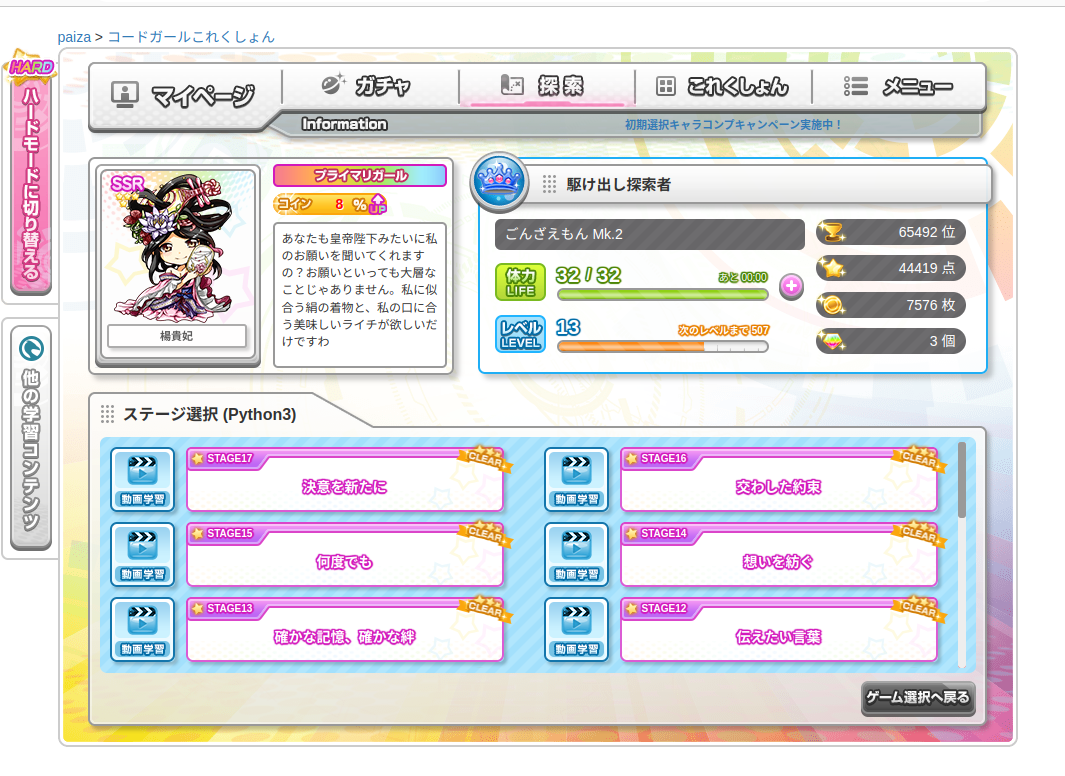 paiza > コードガールこれくしょん
HARD
ハードモードに切り替える
他の学習コンテンツ
マイページ
ガチャ
探索
これくしょん
メニュー
Information
初期選択キャラコンプキャンペーン実施中！
SSR
楊貴妃
プライマリガール
コイン 8 % UP
あなたも皇帝陛下みたいに私
のお願いを聞いてくれますの
？お願いといっても大層な
ことじゃありません。私に似
合う絹の着物と、私の口に合
う美味しいライチが欲しいだ
けですわ
駆け出し探索者
ごんざえもん Mk.2
体力 LIFE
32 / 32
あと 00:00
レベル LEVEL
13
次のレベルまで 507
65492 位
44419 点
7576 枚
3 個
ステージ選択 (Python3)
動画学習
STAGE17
CLEAR
決意を新たに
動画学習
STAGE16
CLEAR
交わした約束
動画学習
STAGE15
CLEAR
何度でも
動画学習
STAGE14
CLEAR
想いを紡ぐ
動画学習
STAGE13
CLEAR
確かな記憶、確かな絆
動画学習
STAGE12
CLEAR
伝えたい言葉
ゲーム選択へ戻る